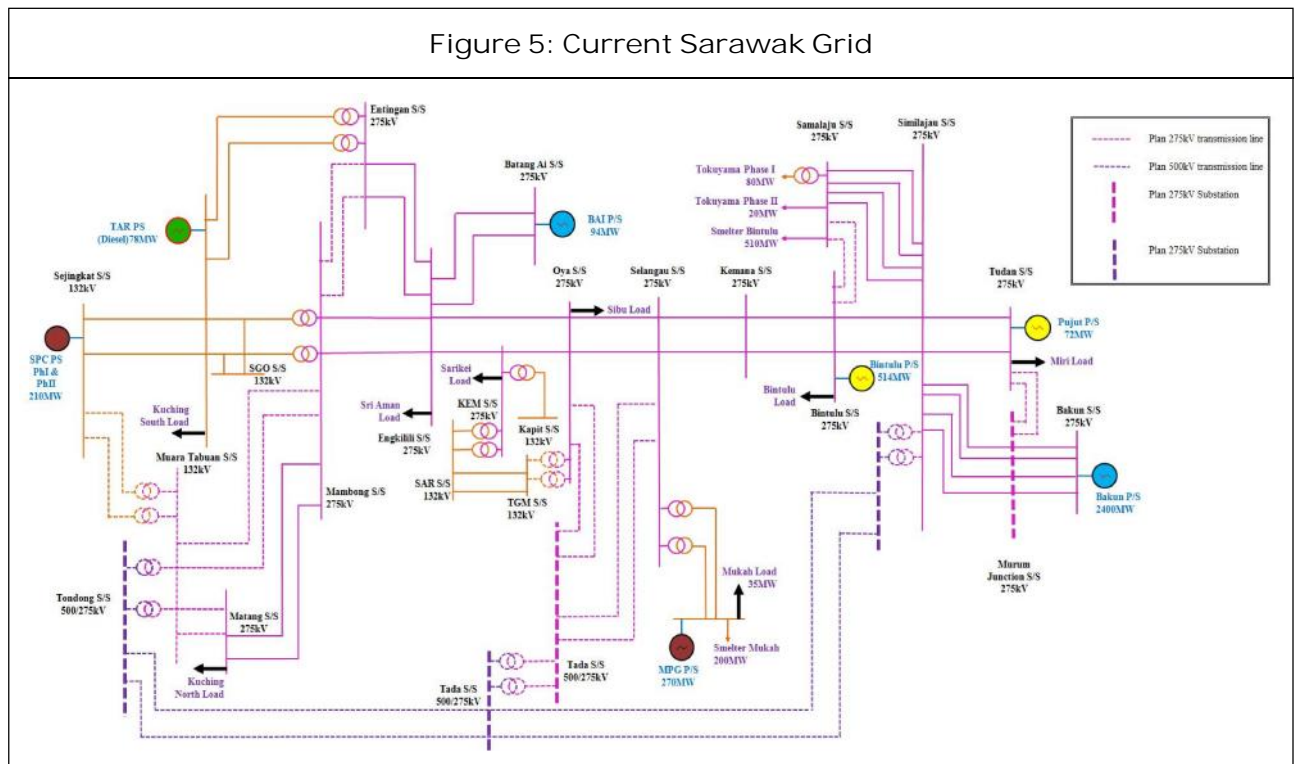 Figure 5: Current Sarawak Grid
Entingan S/S
275kV
Batang Ai S/S
275kV
BAI P/S
94MW
TAR PS
(Diesel)78MW
Sejingkat S/S
132kV
SPC PS
PhI &
PhII
210MW
SGO S/S
132kV
Kuching
South Load
Muara Tabuan S/S
132kV
Tondong S/S
500/275kV
Matang S/S
275kV
Kuching
North Load
Mambong S/S
275kV
Sri Aman
Load
Engkilili S/S
275kV
Sarikei
Load
KEM S/S
275kV
Kapit S/S
132kV
SAR S/S
132kV
TGM S/S
132kV
Oya S/S
275kV
Sibu Load
Selangau S/S
275kV
Kemana S/S
275kV
Samalaju S/S
275kV
Tokuyama Phase I
80MW
Tokuyama Phase II
20MW
Smelter Bintulu
510MW
Similajau S/S
275kV
Tudan S/S
275kV
Pujut P/S
72MW
Miri Load
Bintulu P/S
514MW
Bintulu
Load
Bintulu S/S
275kV
Bakun S/S
275kV
Bakun P/S
2400MW
Murum
Junction S/S
275kV
Mukah Load
35MW
Smelter Mukah
200MW
MPG P/S
270MW
Tada S/S
500/275kV
Tada S/S
500/275kV
Plan 275kV transmission line
Plan 500kV transmission line
Plan 275kV Substation
Plan 275kV Substation